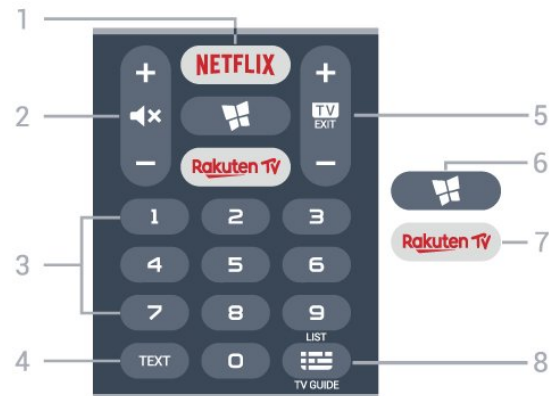 1
NETFLIX
+ +
2
TV
EXIT
5
6
- -
Rakuten TV
Rakuten TV
7
3
1 2 3
4 5 6
7 8 9
LIST
4
TEXT 0
8
TV GUIDE